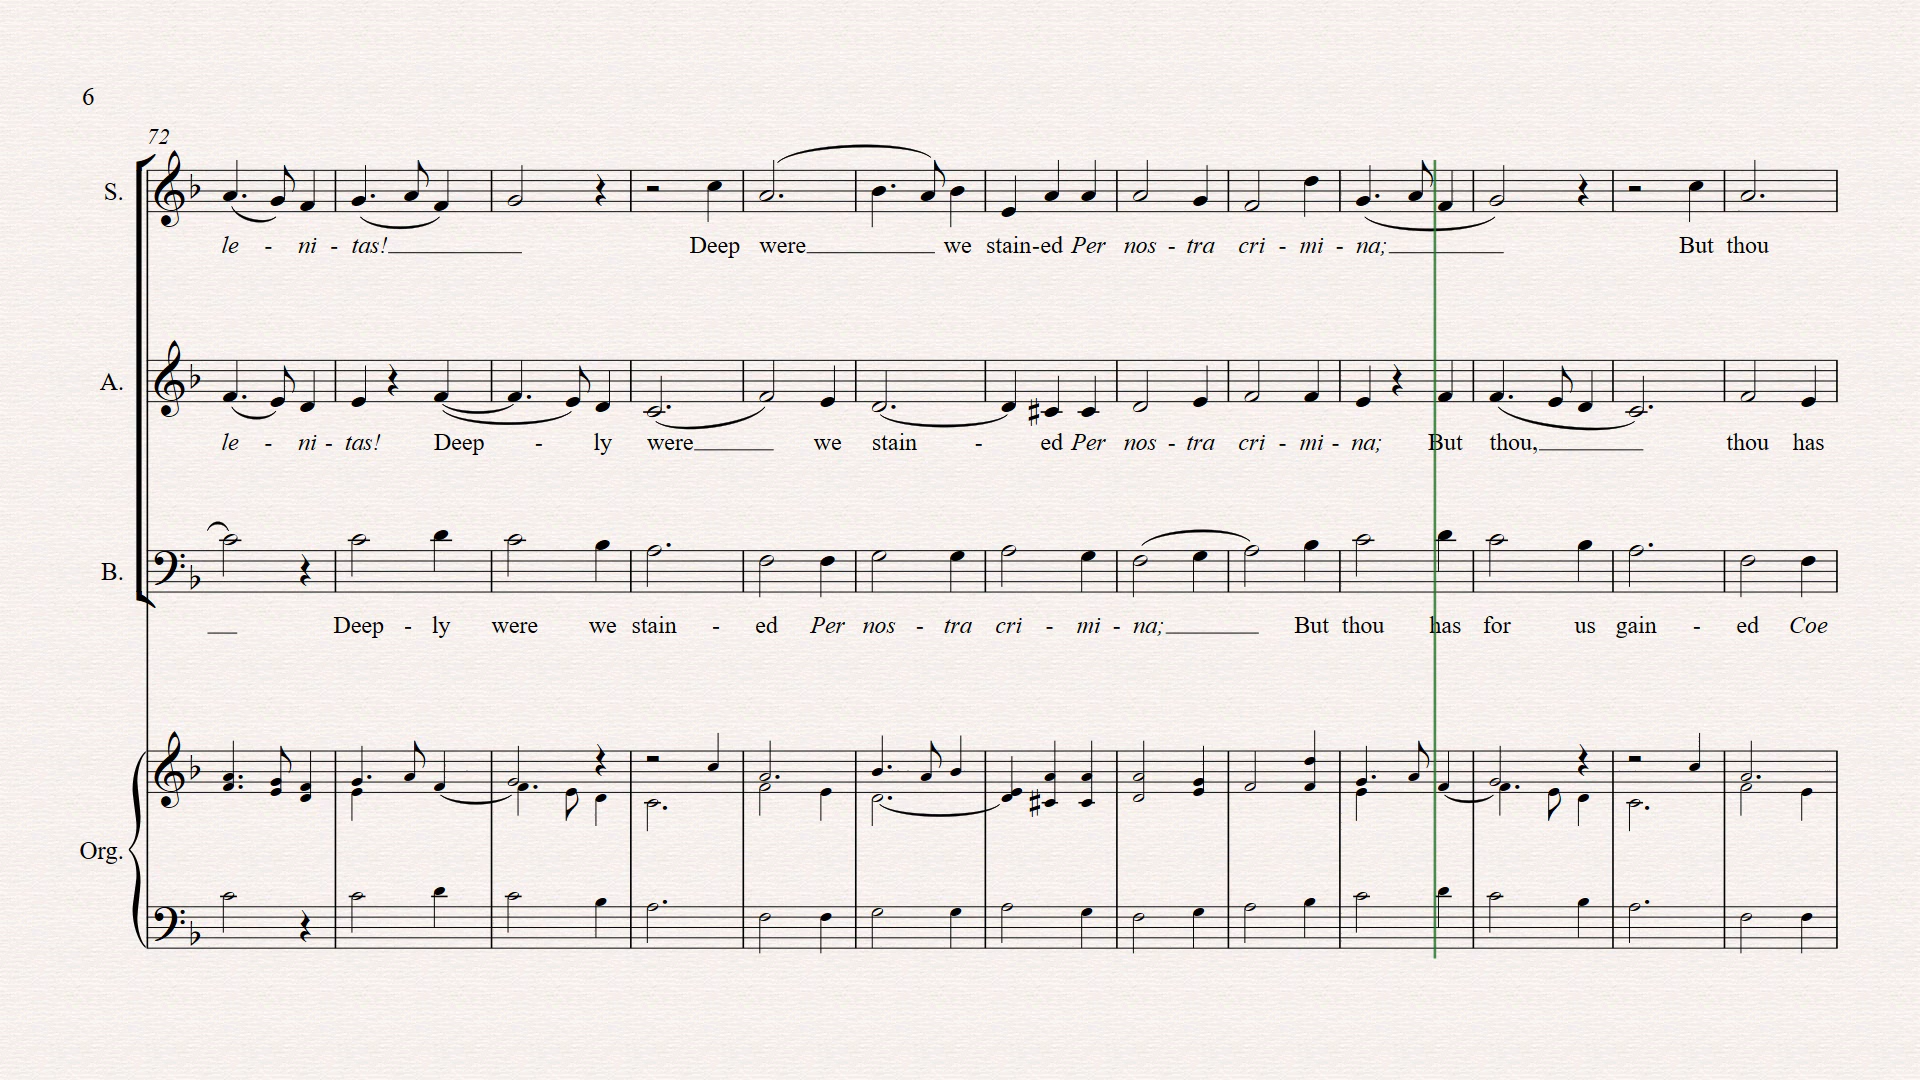 6
72
S.
le - ni - tas! Deep were we stain-ed Per nos - tra cri - mi - na; But thou
A.
le - ni - tas! Deep - ly were we stain - ed Per nos - tra cri - mi - na; But thou, thou has
B.
Deep - ly were we stain - ed Per nos - tra cri - mi - na; But thou has for us gain - ed Coe
Org.